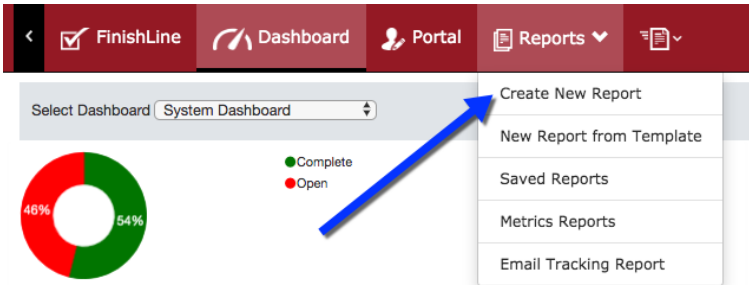 FinishLine Dashboard Portal Reports
Select Dashboard System Dashboard
Create New Report
New Report from Template
Saved Reports
Metrics Reports
Email Tracking Report
Complete
Open
46%
54%